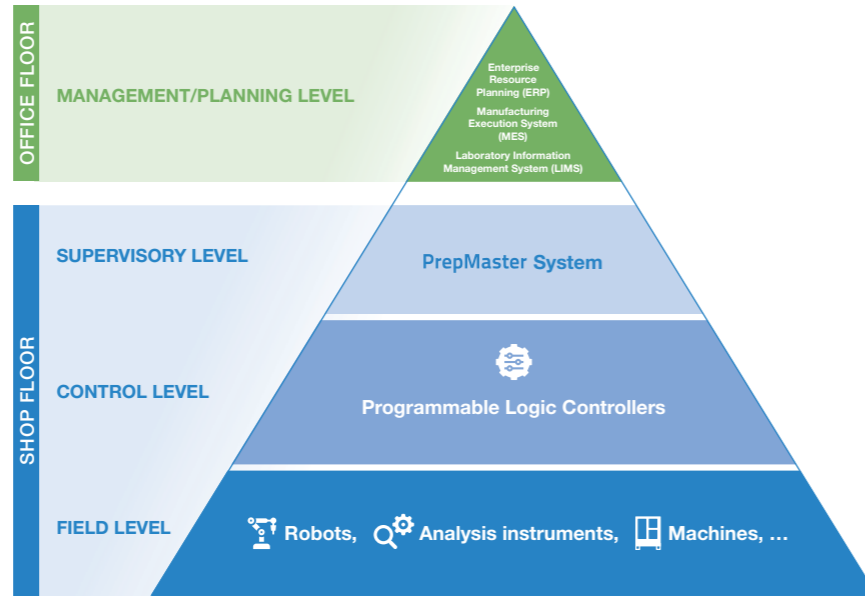 OFFICE FLOOR
MANAGEMENT/PLANNING LEVEL
Enterprise
Resource
Planning (ERP)
Manufacturing
Execution System
(MES)
Laboratory Information
Management System (LIMS)
SHOP FLOOR
SUPERVISORY LEVEL
PrepMaster System
CONTROL LEVEL
Programmable Logic Controllers
FIELD LEVEL
Robots, Analysis instruments, Machines, ...